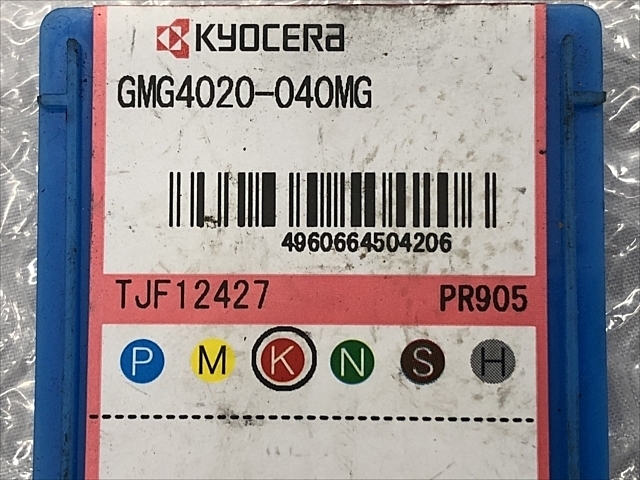 KYOCERA
GMG4020-040MG
4960664504206
TJF12427 PR905
P M K N S H